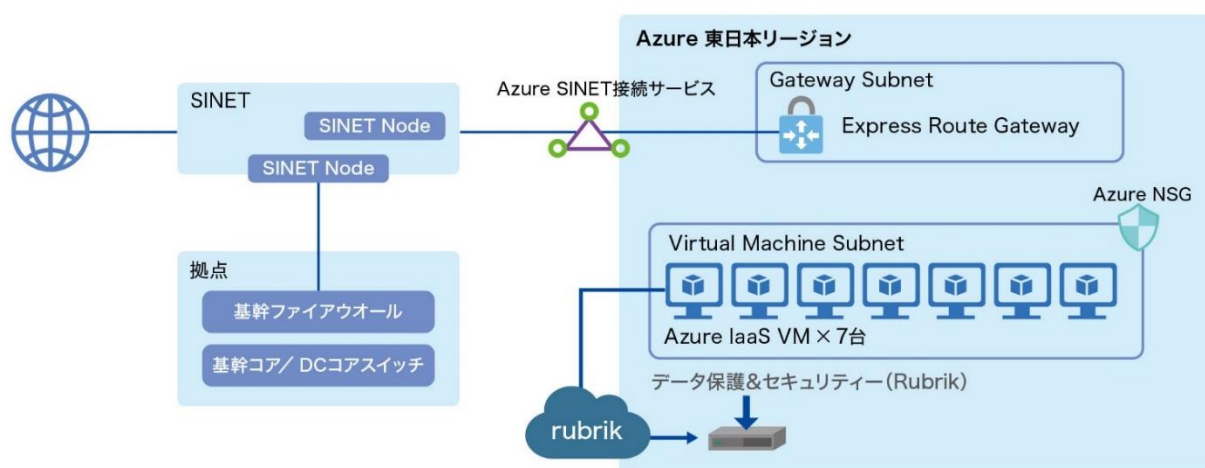 Azure 東日本リージョン
Azure SINET接続サービス
Gateway Subnet
Express Route Gateway
SINET
SINET Node
SINET Node
Azure NSG
Virtual Machine Subnet
Azure IaaS VM × 7台
拠点
基幹ファイアウオール
基幹コア/ DCコアスイッチ
データ保護&セキュリティー(Rubrik)
rubrik